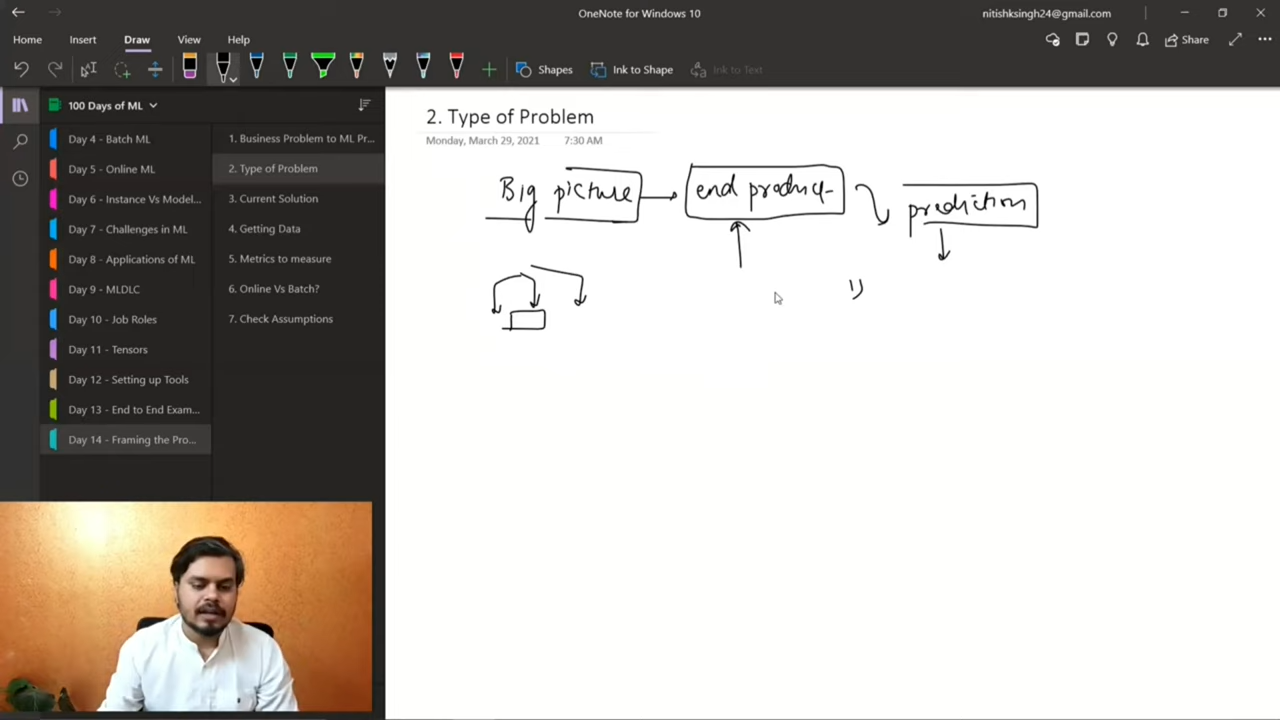 OneNote for Windows 10
nitishksingh24@gmail.com
Home
Insert
Draw
View
Help
Shapes
Ink to Shape
Ink to Text
Share
100 Days of ML
Day 4 - Batch ML
Day 5 - Online ML
Day 6 - Instance Vs Model...
Day 7 - Challenges in ML
Day 8 - Applications of ML
Day 9 - MLDLC
Day 10 - Job Roles
Day 11 - Tensors
Day 12 - Setting up Tools
Day 13 - End to End Exam...
Day 14 - Framing the Pro...
1. Business Problem to ML Pr...
2. Type of Problem
3. Current Solution
4. Getting Data
5. Metrics to measure
6. Online Vs Batch?
7. Check Assumptions
2. Type of Problem
Monday, March 29, 2021 7:30 AM
Big picture end product prediction
1)